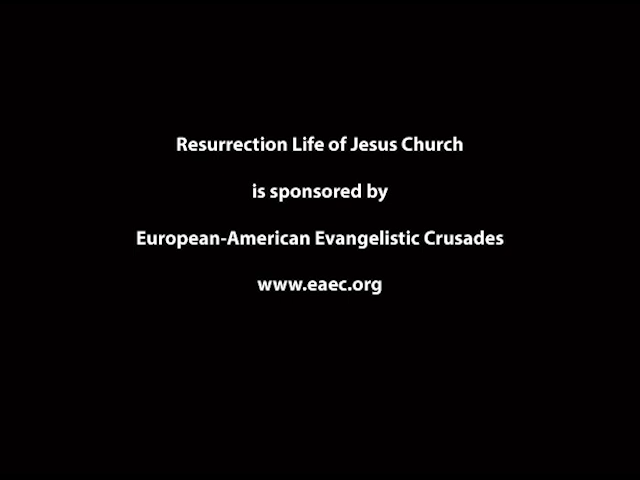 Resurrection Life of Jesus Church
is sponsored by
European-American Evangelistic Crusades
www.eaec.org